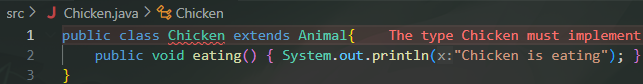 src > J Chicken.java > Chicken
1 public class Chicken extends Animal{ The type Chicken must implement
2 public void eating() { System.out.println(x:"Chicken is eating"); }
3 }